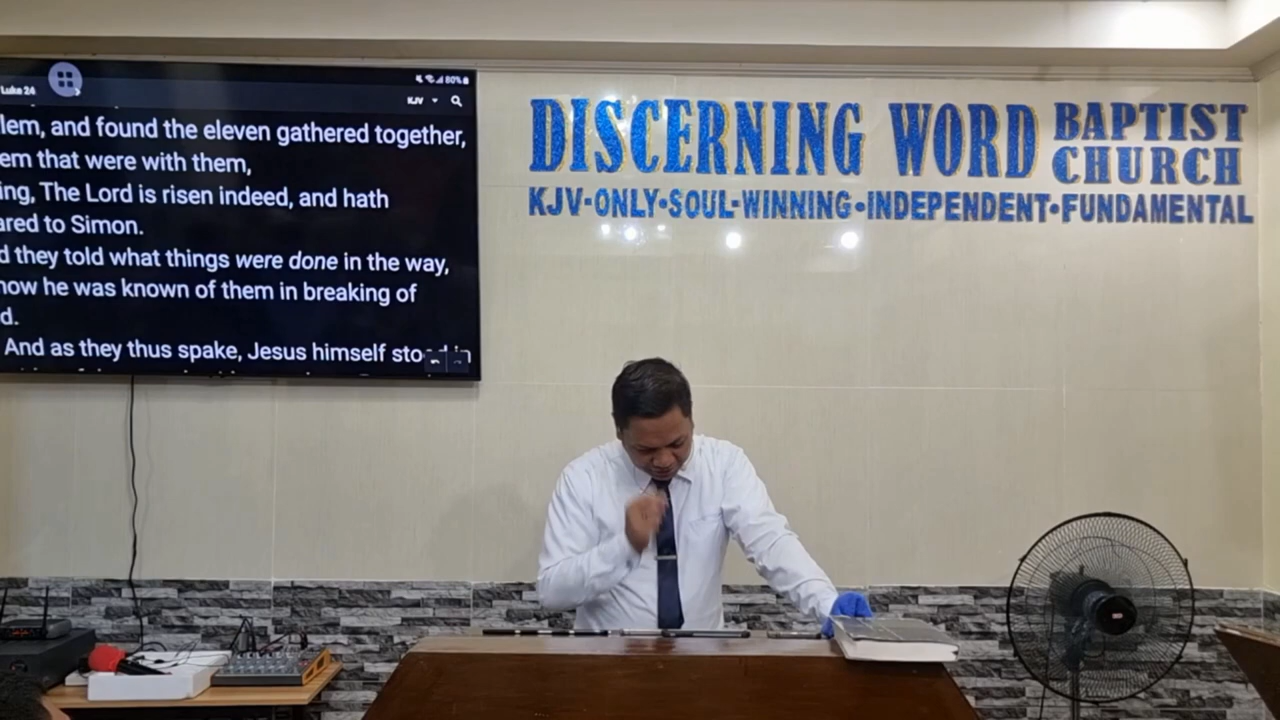 80%
Luke 24
KJV
lem, and found the eleven gathered together,
em that were with them,
ing, The Lord is risen indeed, and hath
ared to Simon.
d they told what things were done in the way,
now he was known of them in breaking of
d.
And as they thus spake, Jesus himself sto
DISCERNING WORD BAPTIST CHURCH
KJV-ONLY•SOUL-WINNING•INDEPENDENT•FUNDAMENTAL